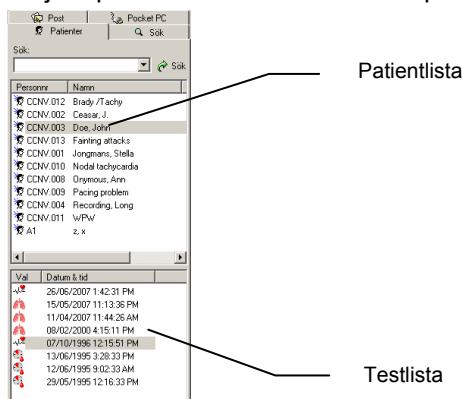 Post Pocket PC
Patienter Sök
Sök:
Sök
Personnr Namn
CCNV.012 Brady /Tachy
CCNV.002 Ceasar, J.
CCNV.003 Doe, John
CCNV.013 Fainting attacks
CCNV.001 Jongmans, Stella
CCNV.010 Nodal tachycardia
CCNV.008 Onymous, Ann
CCNV.009 Pacing problem
CCNV.004 Recording, Long
CCNV.011 WPW
A1 z, x
Patientlista
Val Datum & tid
26/06/2007 1:42:31 PM
15/05/2007 11:13:36 PM
11/04/2007 11:44:26 AM
08/02/2000 4:15:11 PM
07/10/1996 12:15:51 PM
13/06/1995 3:28:33 PM
12/06/1995 9:02:33 AM
29/05/1995 12:16:33 PM
Testlista